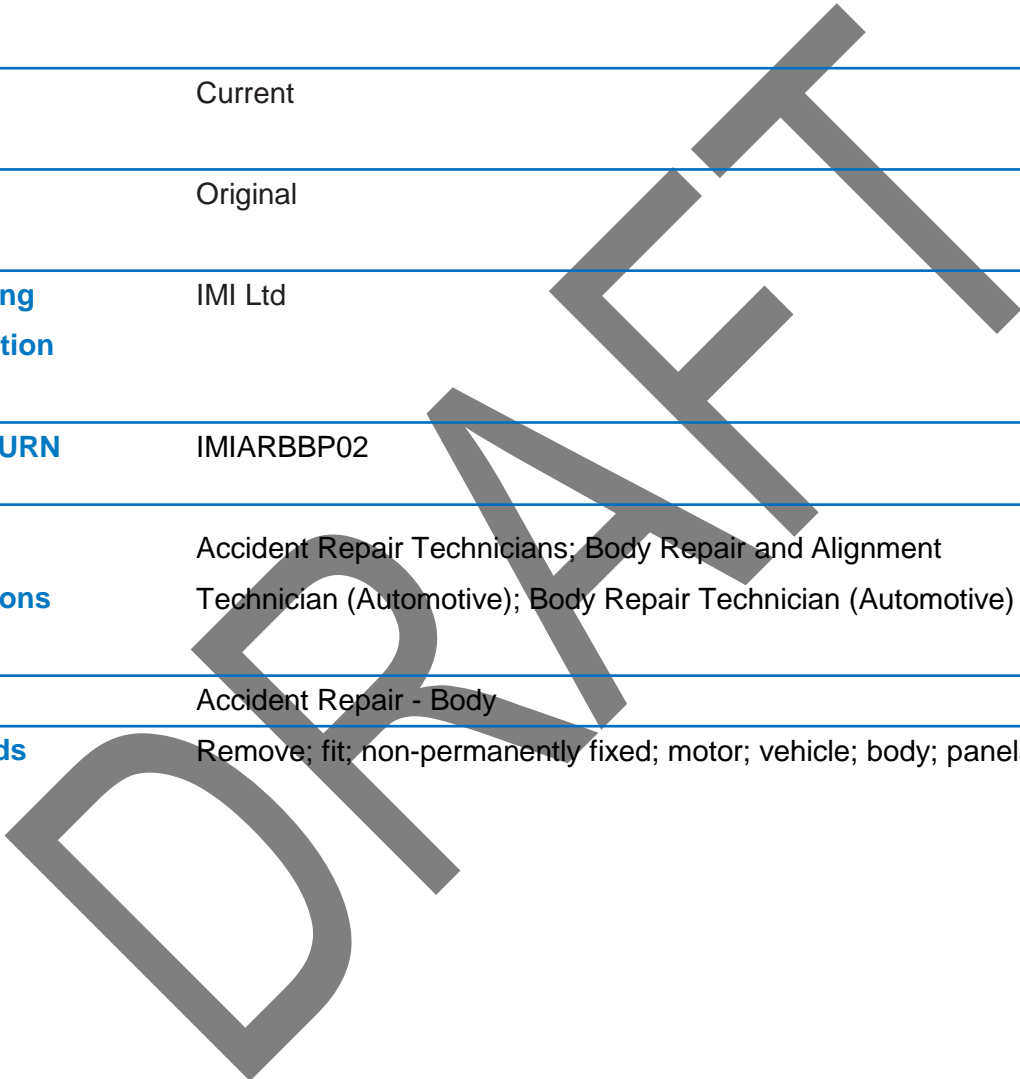 Current
Original
ng IMI Ltd
tion
URN IMIARBBP02
Accident Repair Technicians; Body Repair and Alignment
ons Technician (Automotive); Body Repair Technician (Automotive)
Accident Repair - Body
ds Remove; fit; non-permanently fixed; motor; vehicle; body; panel
DRAFT